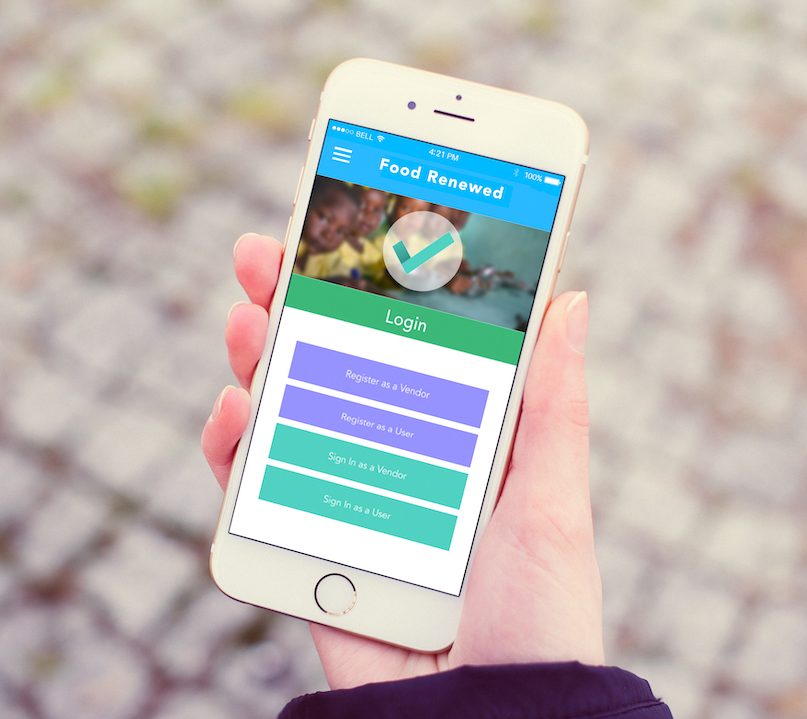 BELL
4:21 PM
100%
Food Renewed
Login
Register as a Vendor
Register as a User
Sign In as a Vendor
Sign In as a User